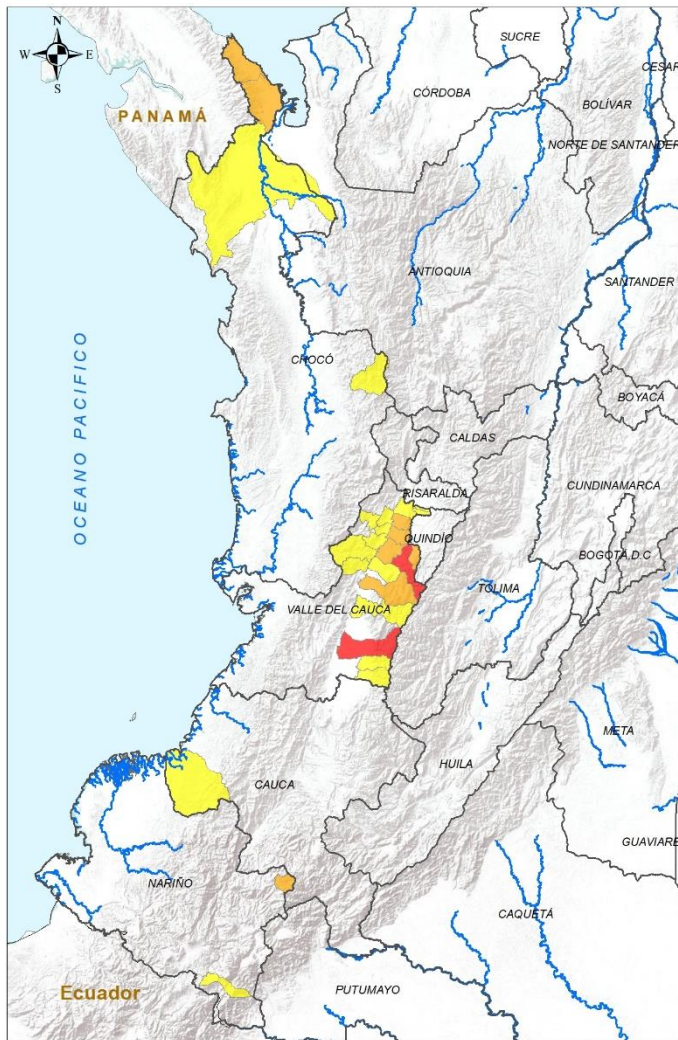 N
W E
S
SUCRE
CESAR
CÓRDOBA
BOLÍVAR
PANAMÁ
NORTE DE SANTANDER
ANTIOQUIA
SANTANDER
OCEANO PACIFICO
CHOCÓ
BOYACÁ
CALDAS
CUNDINAMARCA
RISARALDA
QUINDÍO
BOGOTÁ,D.C
TOLIMA
VALLE DEL CAUCA
META
HUILA
CAUCA
GUAVIARE
NARIÑO
CAQUETÁ
Ecuador
PUTUMAYO